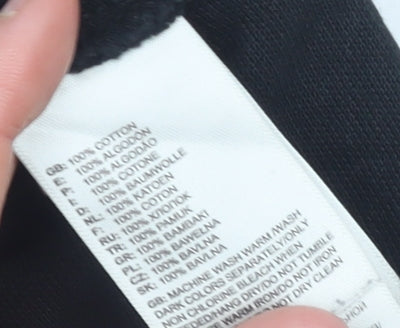 GB: 100% COTTON
E: 100% ALGODÓN
P: 100% ALGODAO
I: 100% COTONE
D: 100% BAUMWOLLE
NL: 100% KATOEN
F: 100% COTON
RU: 100% ХЛОПОК
TR: 100% PAMUK
GR: 100% BAMBAKI
PL: 100% BAWEŁNA
CZ: 100% BAVLNA
SK: 100% BAVLNA
GB: MACHINE WASH WARM /WASH
DARK COLORS SEPARATELY/ONLY
NON CHLORINE BLEACH WHEN
NEEDED/HANG DRY/DO NOT TUMBLE
WARM IRON/DO NOT IRON
DO NOT DRY CLEAN